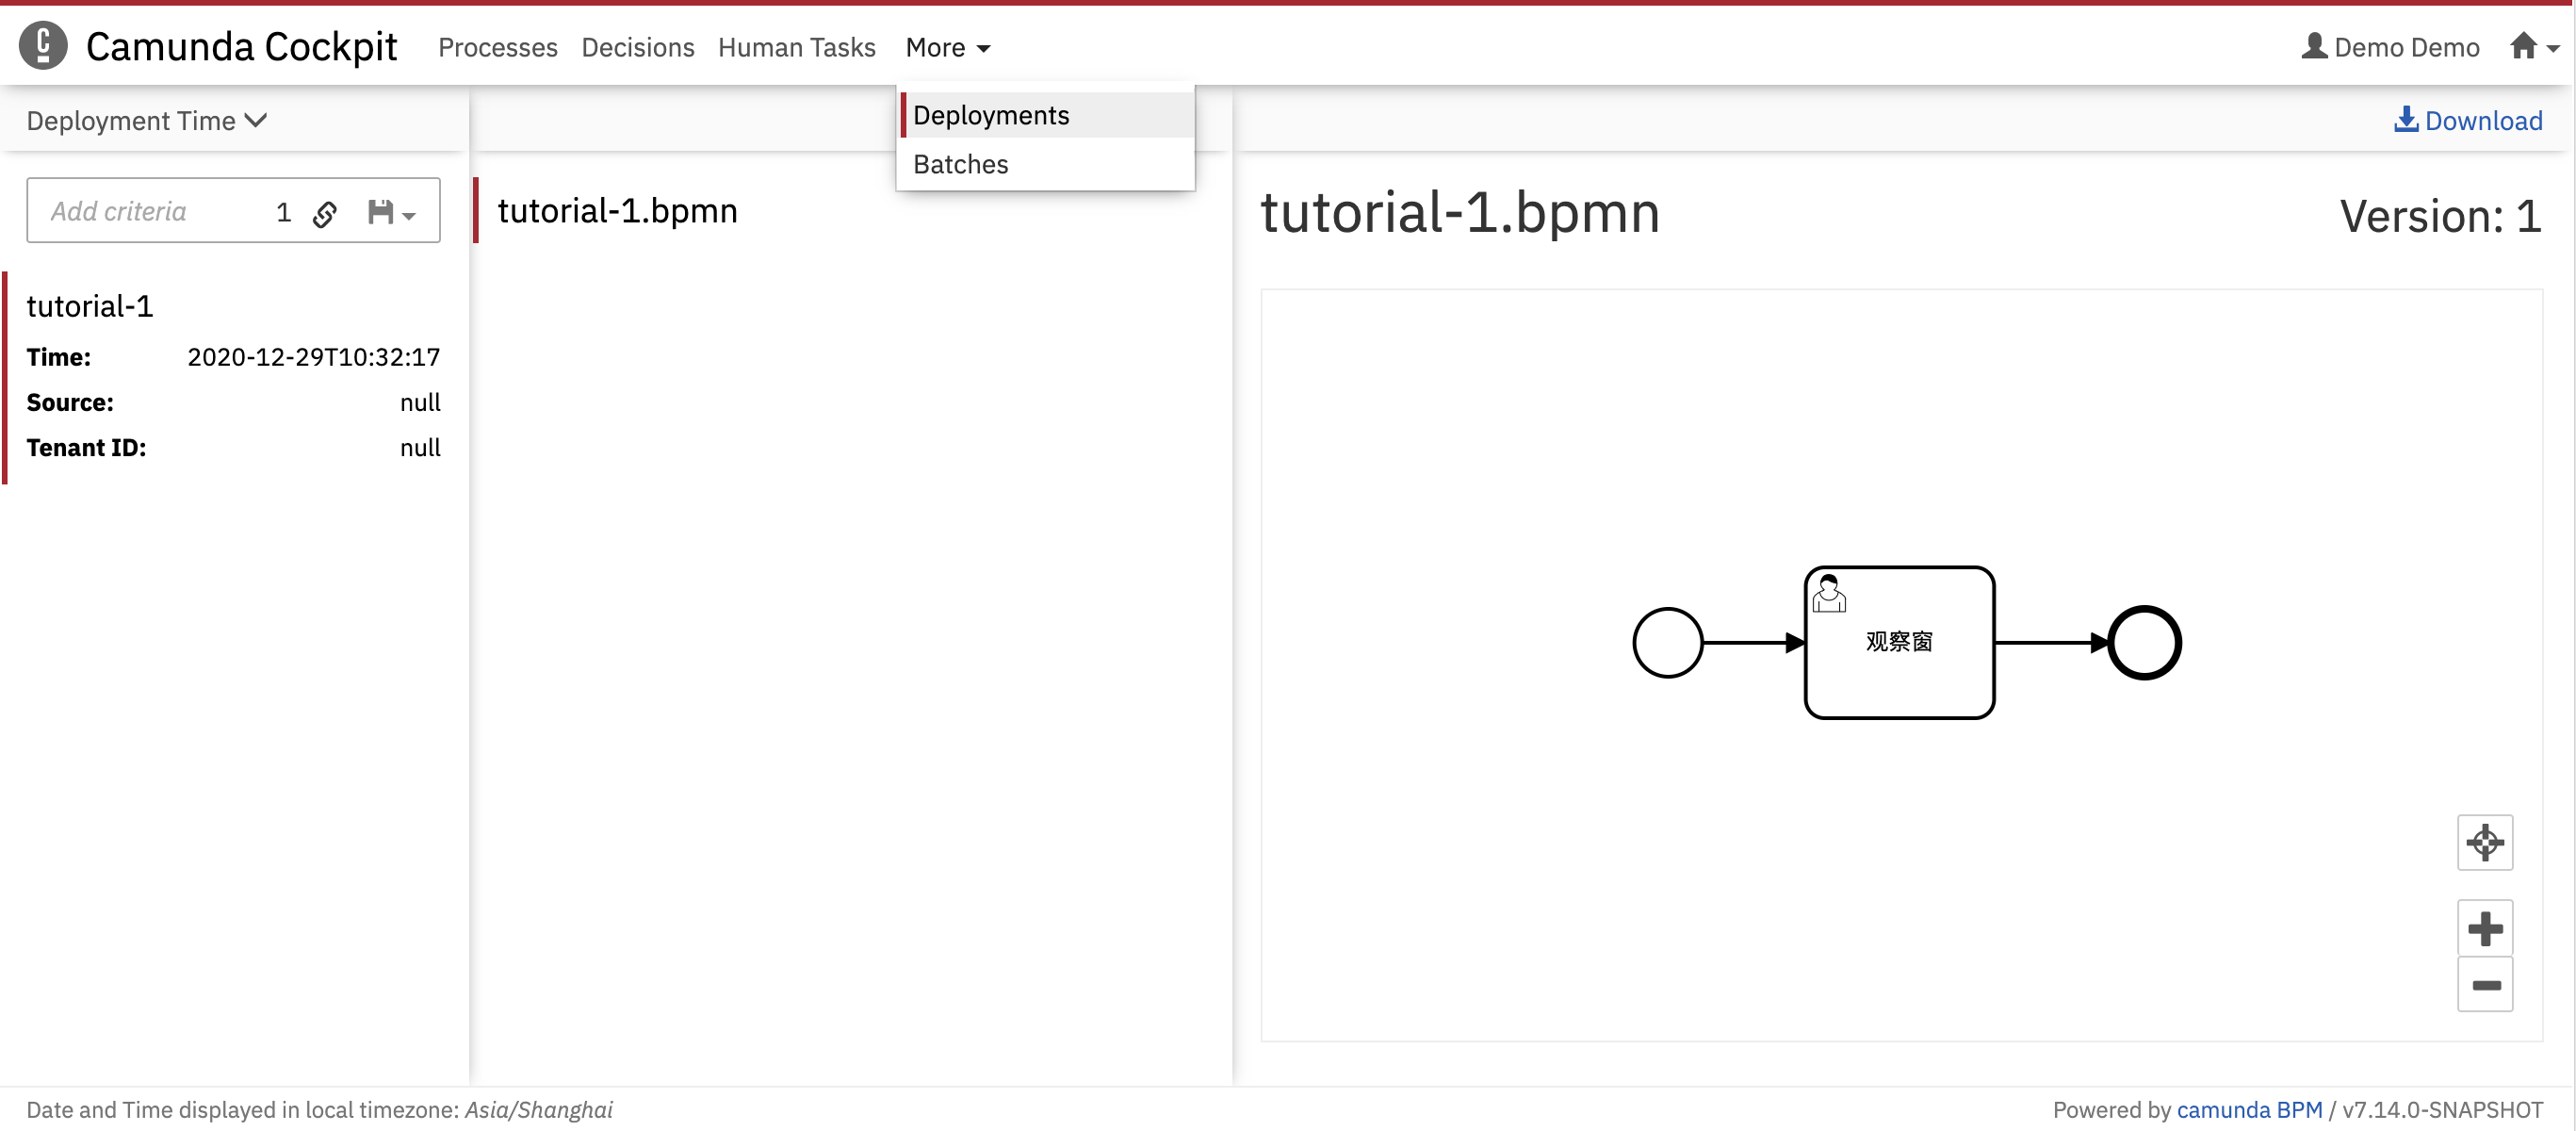 Camunda Cockpit Processes Decisions Human Tasks More Demo Demo
Deployments
Batches
Deployment Time
Download
Add criteria 1
tutorial-1
Time: 2020-12-29T10:32:17
Source: null
Tenant ID: null
tutorial-1.bpmn
tutorial-1.bpmn Version: 1
观察窗
Date and Time displayed in local timezone: Asia/Shanghai
Powered by camunda BPM / v7.14.0-SNAPSHOT